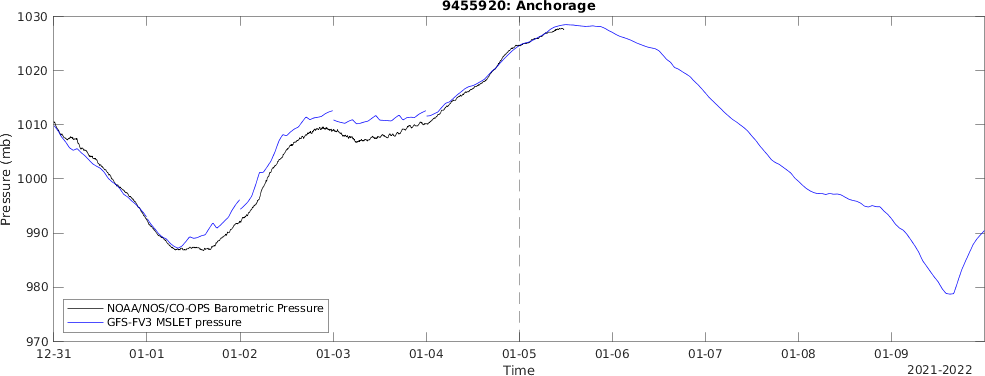 9455920: Anchorage
1030
1020
1010
1000
990
980
970
Pressure (mb)
NOAA/NOS/CO-OPS Barometric Pressure
GFS-FV3 MSLET pressure
12-31 01-01 01-02 01-03 01-04 01-05 01-06 01-07 01-08 01-09
Time
2021-2022